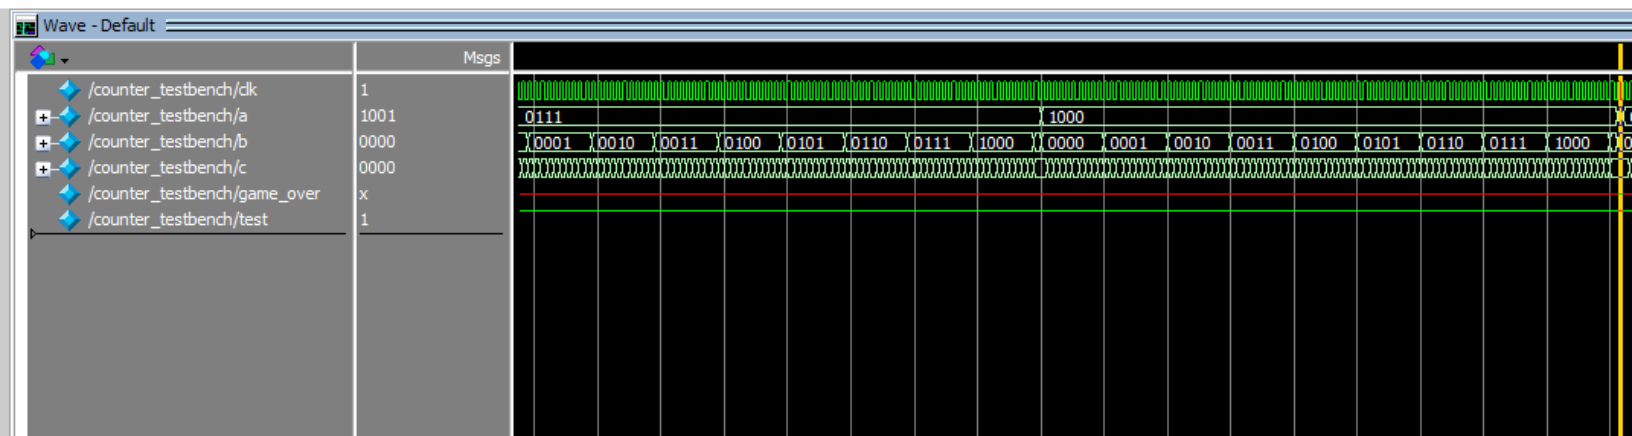 Wave - Default
Msgs
/counter_testbench/clk 1
/counter_testbench/a 1001 0111 1000
/counter_testbench/b 0000 0001 0010 0011 0100 0101 0110 0111 1000 0000 0001 0010 0011 0100 0101 0110 0111 1000
/counter_testbench/c 0000
/counter_testbench/game_over x
/counter_testbench/test 1